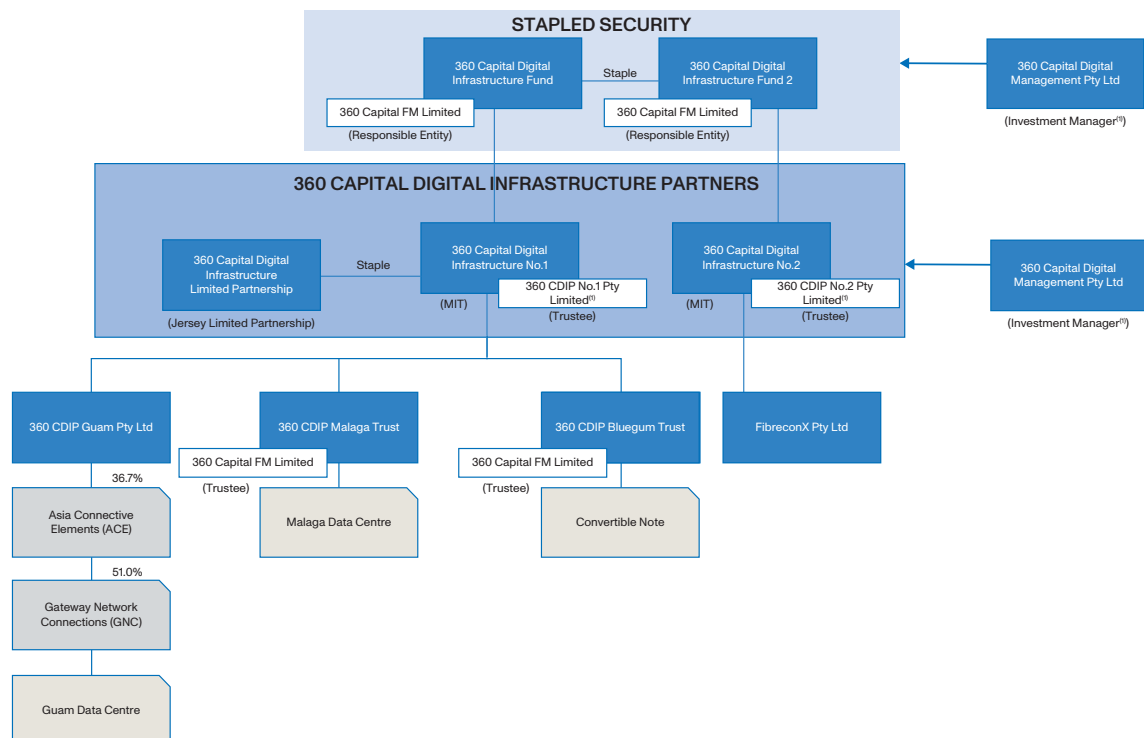 STAPLED SECURITY
360 Capital Digital
Infrastructure Fund
Staple
360 Capital Digital
Infrastructure Fund 2
360 Capital FM Limited
(Responsible Entity)
360 Capital FM Limited
(Responsible Entity)
360 Capital Digital
Management Pty Ltd
(Investment Manager(1))
360 CAPITAL DIGITAL INFRASTRUCTURE PARTNERS
360 Capital Digital
Infrastructure
Limited Partnership
(Jersey Limited Partnership)
Staple
360 Capital Digital
Infrastructure No.1
360 CDIP No.1 Pty
Limited(1)
(MIT)
(Trustee)
360 Capital Digital
Infrastructure No.2
360 CDIP No.2 Pty
Limited(1)
(MIT)
(Trustee)
360 Capital Digital
Management Pty Ltd
(Investment Manager(1))
360 CDIP Guam Pty Ltd
360 CDIP Malaga Trust
360 CDIP Bluegum Trust
FibreconX Pty Ltd
360 Capital FM Limited
(Trustee)
360 Capital FM Limited
(Trustee)
36.7%
Asia Connective
Elements (ACE)
Malaga Data Centre
Convertible Note
51.0%
Gateway Network
Connections (GNC)
Guam Data Centre